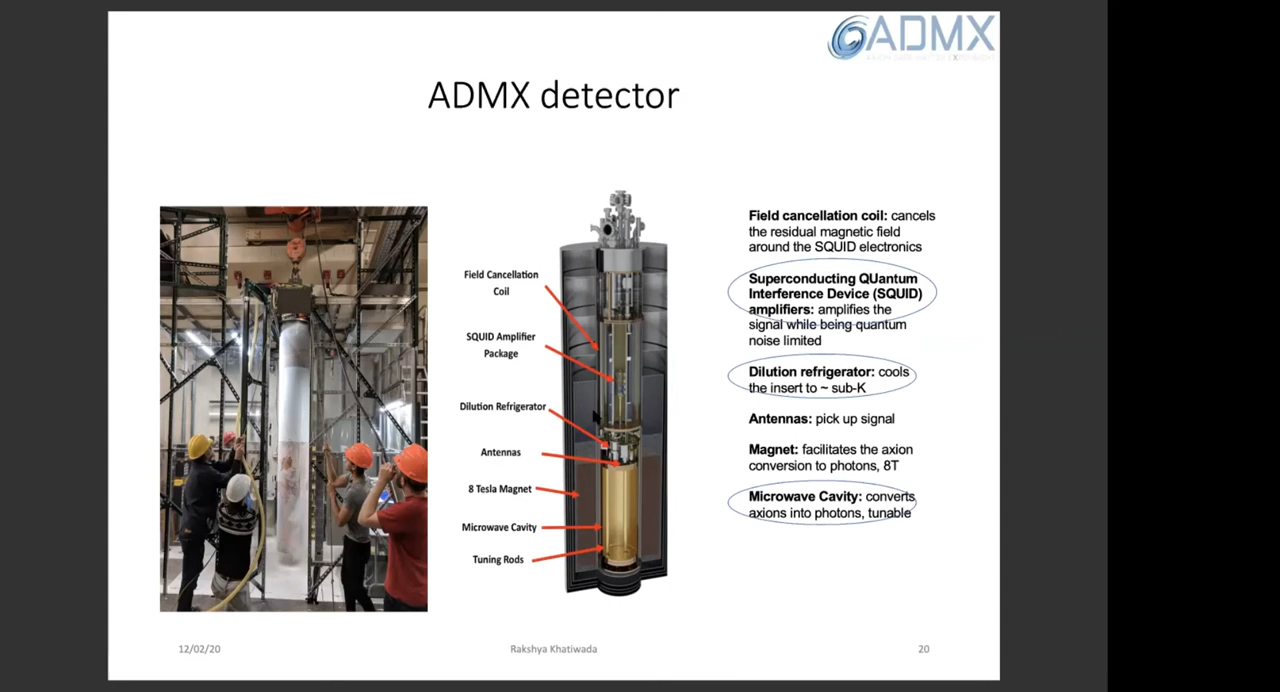 ADMX
ADMX detector
Field Cancellation
Coil
SQUID Amplifier
Package
Dilution Refrigerator
Antennas
8 Tesla Magnet
Microwave Cavity
Tuning Rods
Field cancellation coil: cancels
the residual magnetic field
around the SQUID electronics
Superconducting QUantum
Interference Device (SQUID)
amplifiers: amplifies the
signal while being quantum
noise limited
Dilution refrigerator: cools
the insert to ~ sub-K
Antennas: pick up signal
Magnet: facilitates the axion
conversion to photons, 8T
Microwave Cavity: converts
axions into photons, tunable
12/02/20
Rakshya Khatiwada
20